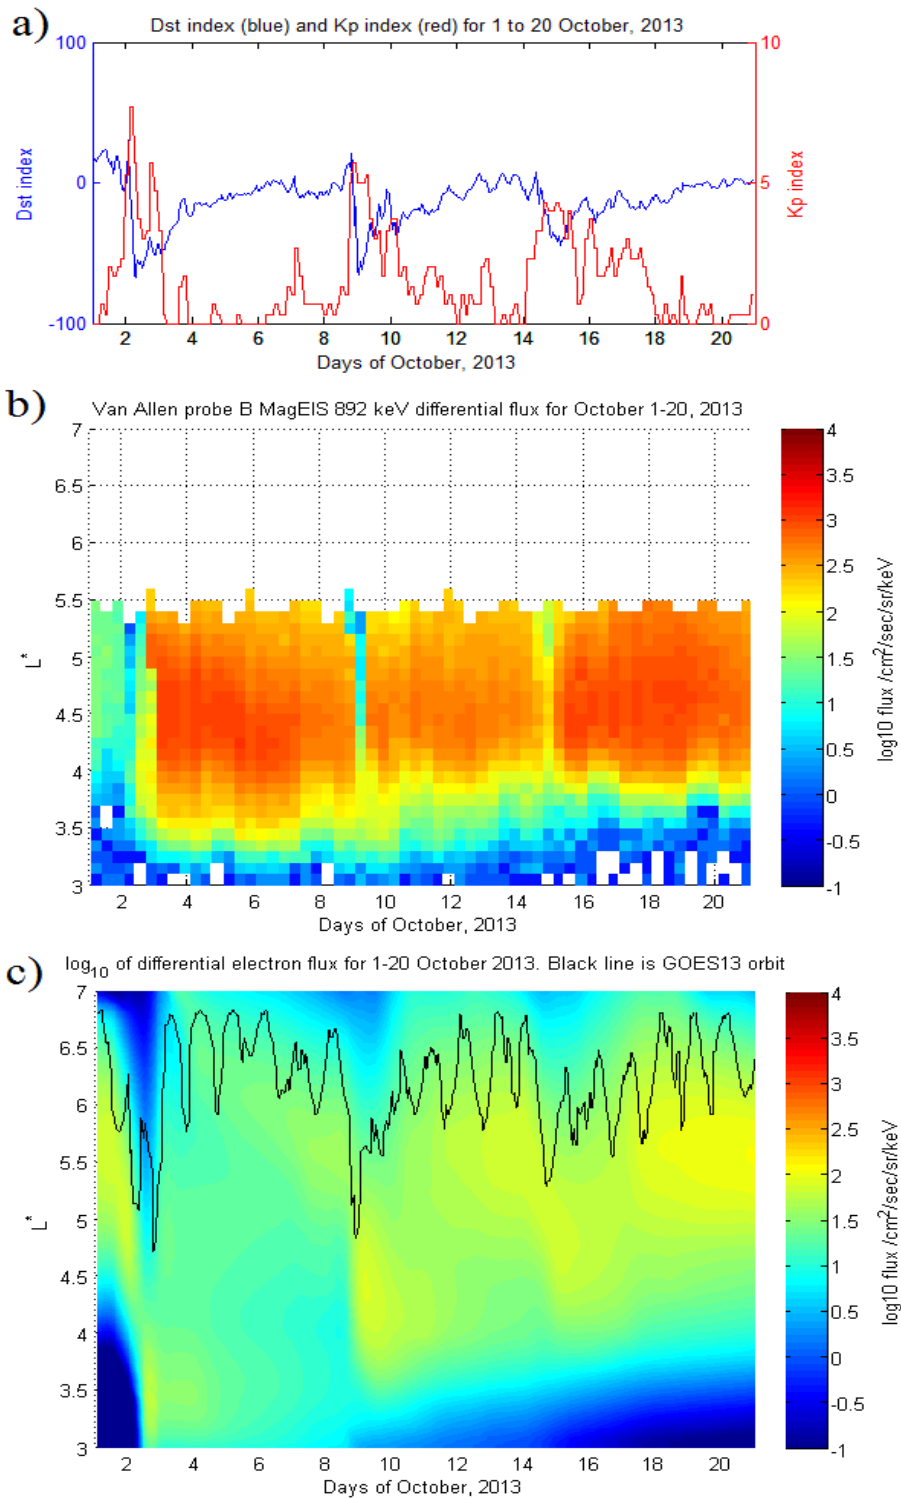 a)
Dst index (blue) and Kp index (red) for 1 to 20 October, 2013
100
0
-100
Dst index
10
5
0
Kp index
2 4 6 8 10 12 14 16 18 20
Days of October, 2013
b)
Van Allen probe B MagEIS 892 keV differential flux for October 1-20, 2013
7
6.5
6
5.5
5
4.5
4
3.5
3
L*
2 4 6 8 10 12 14 16 18 20
Days of October, 2013
4
3.5
3
2.5
2
1.5
1
0.5
0
-0.5
-1
log10 flux /cm²/sec/sr/keV
c)
log₁₀ of differential electron flux for 1-20 October 2013. Black line is GOES13 orbit
7
6.5
6
5.5
5
4.5
4
3.5
3
L*
2 4 6 8 10 12 14 16 18 20
Days of October, 2013
4
3.5
3
2.5
2
1.5
1
0.5
0
-0.5
-1
log10 flux /cm²/sec/sr/keV